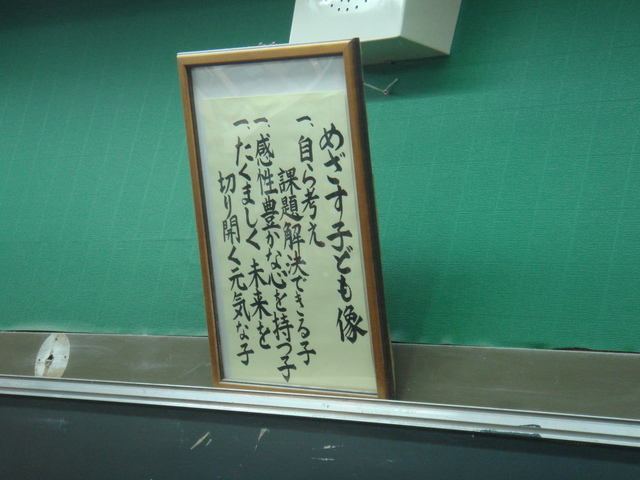 めざす子ども像
一、自ら考え
課題解決できる子
一、感性豊かな心を持つ子
一、たくましく未来を
切り開く元気な子